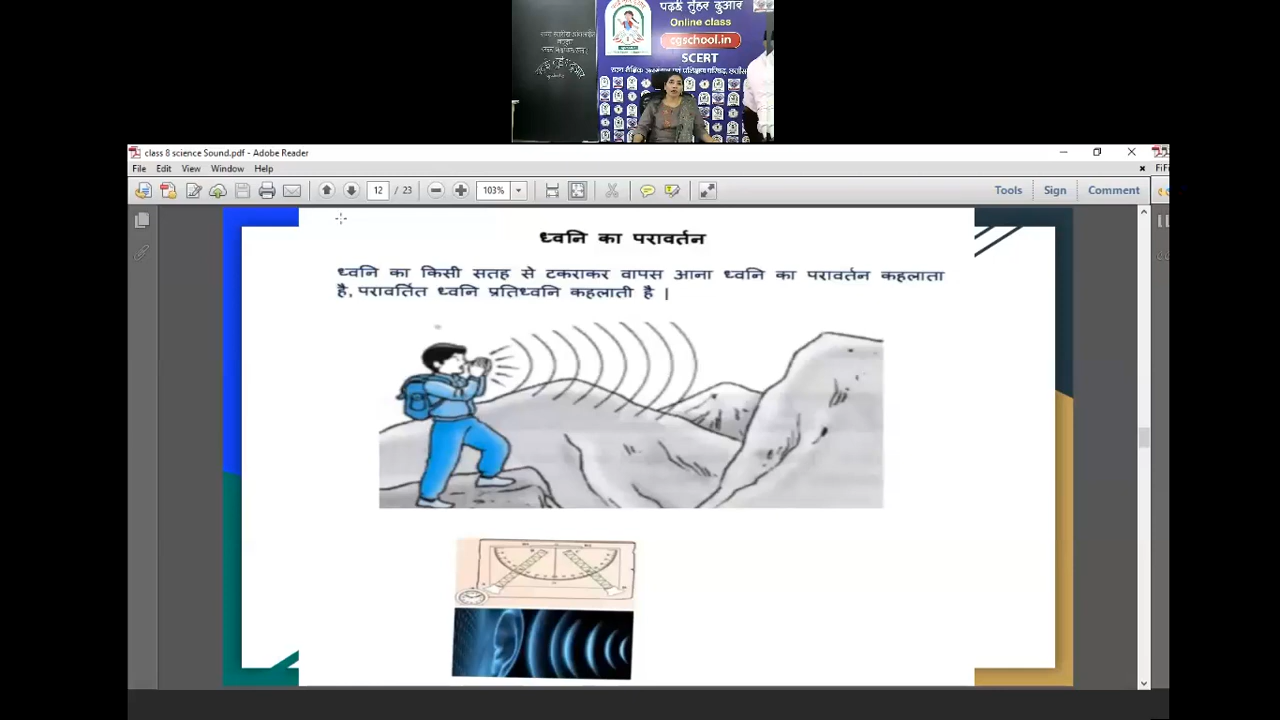 पढ़ई तुंहर दुआर
Online class
cgschool.in
SCERT
class 8 science Sound.pdf - Adobe Reader
File Edit View Window Help
12 / 23 103% Tools Sign Comment
ध्वनि का परावर्तन
ध्वनि का किसी सतह से टकराकर वापस आना ध्वनि का परावर्तन कहलाता
है, परावर्तित ध्वनि प्रतिध्वनि कहलाती है |